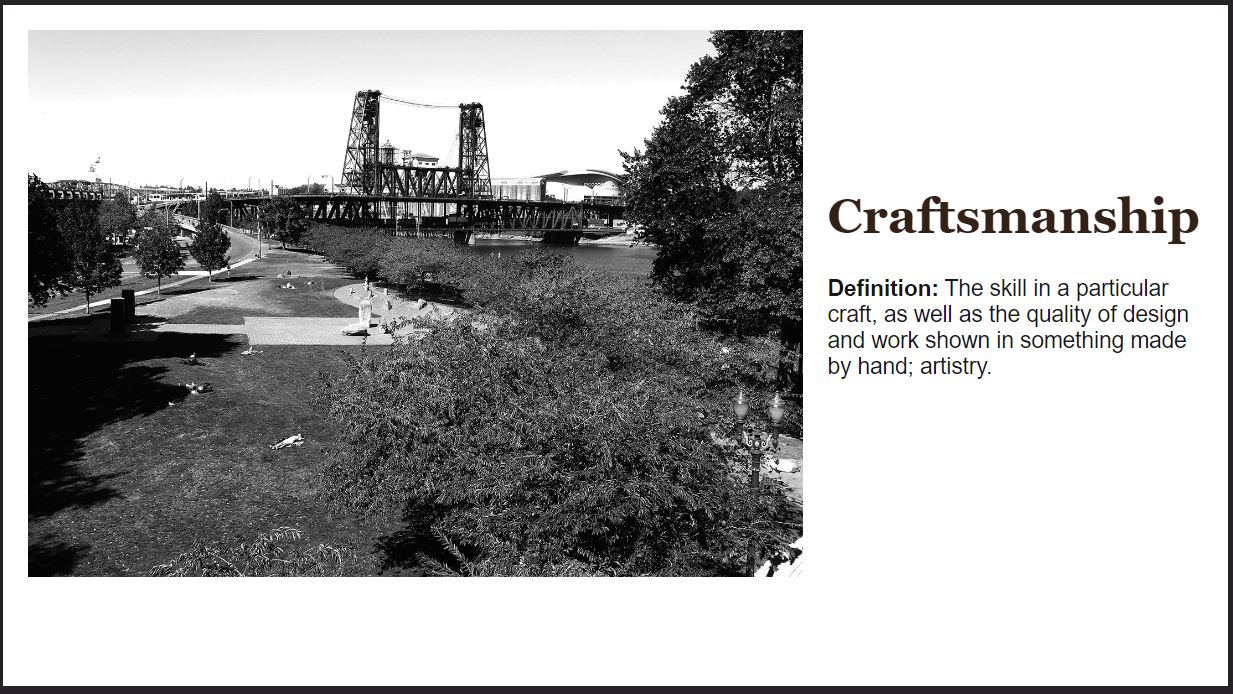 Craftsmanship
Definition: The skill in a particular
craft, as well as the quality of design
and work shown in something made
by hand; artistry.